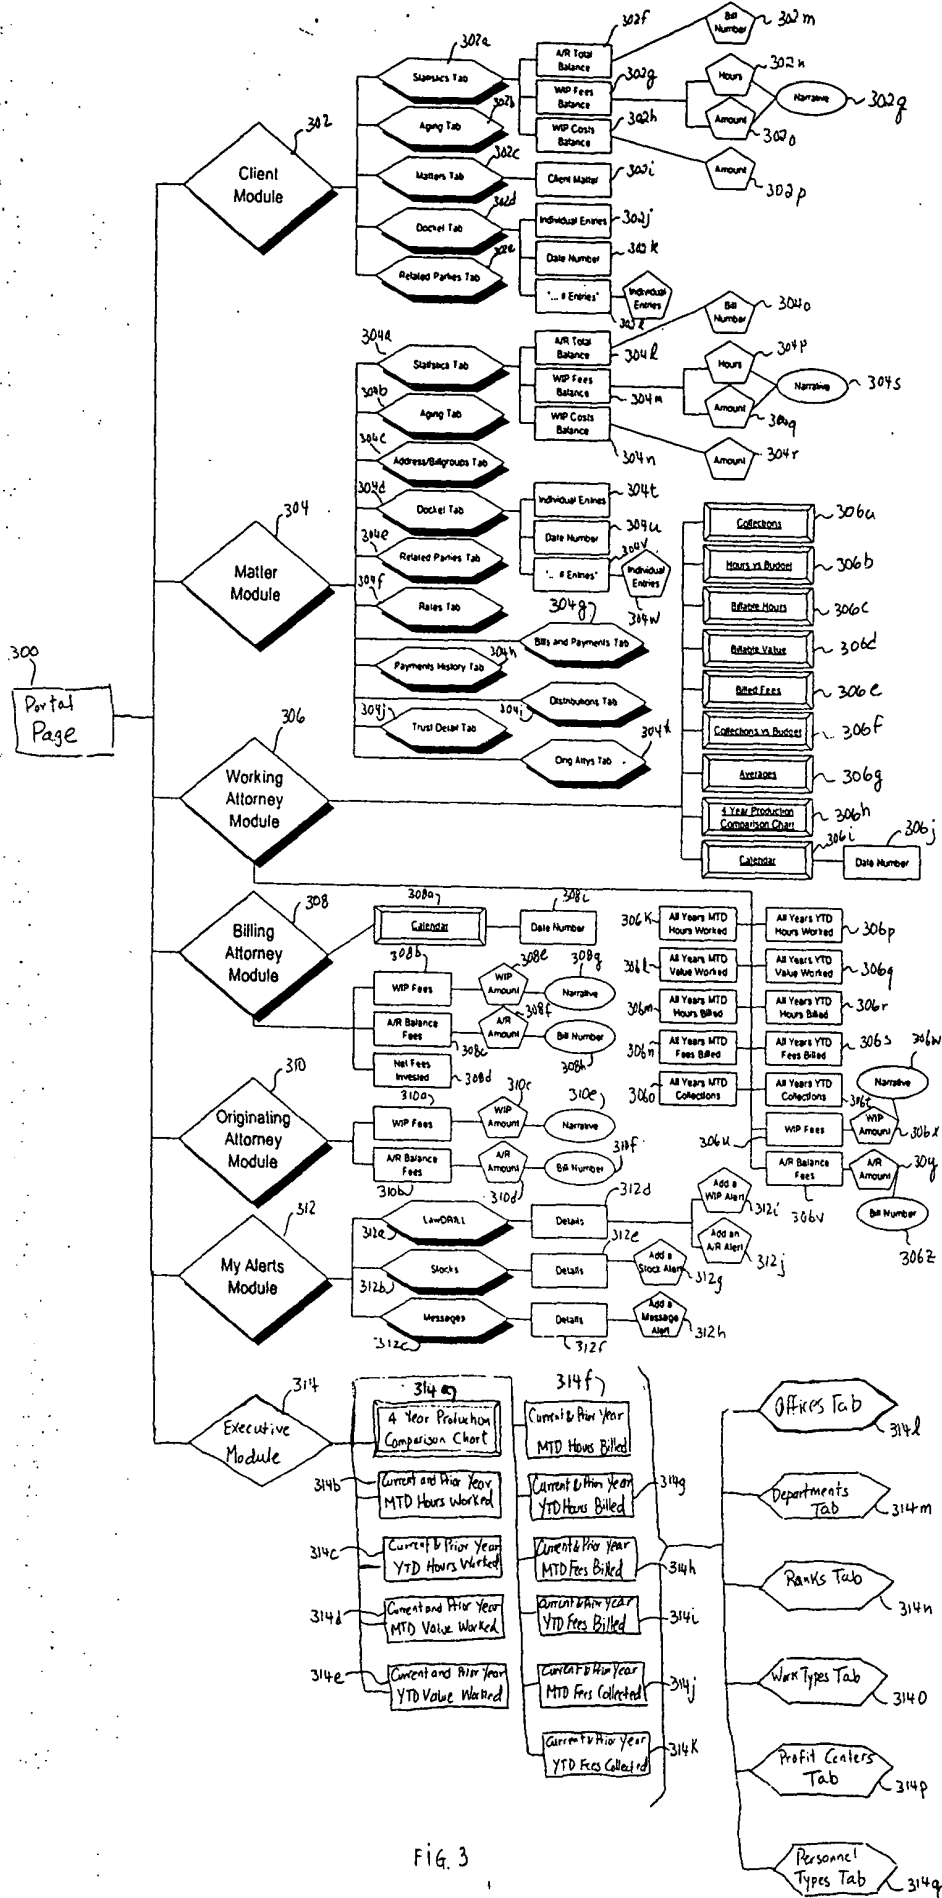 300
Portal
Page
302
Client
Module
302a
Statistics Tab
302b
Aging Tab
302c
Matters Tab
302d
Docket Tab
302e
Related Parties Tab
302f
A/R Total
Balance
302g
WIP Fees
Balance
302h
WIP Costs
Balance
302i
Client Matter
302j
Individual Entries
302k
Date Number
"... # Entries"
302l
Individual
Entries
Bill
Number
302m
Hours
302n
Amount
302o
Narrative
302q
Amount
302p
304
Matter
Module
304a
Statistics Tab
304b
Aging Tab
304c
Address/Billgroups Tab
304d
Docket Tab
304e
Related Parties Tab
304f
Rates Tab
304g
Bills and Payments Tab
304h
Payments History Tab
304i
Distributions Tab
304j
Trust Detail Tab
304k
Orig Attys Tab
A/R Total
Balance
304l
WIP Fees
Balance
304m
WIP Costs
Balance
304n
Bill
Number
304o
Hours
304p
Amount
304q
Narrative
304s
Amount
304r
Individual Entries
304t
Date Number
304u
"... # Entries"
304v
Individual
Entries
304w
306
Working
Attorney
Module
Collections
306a
Hours vs Budget
306b
Billable Hours
306c
Billable Value
306d
Billed Fees
306e
Collections vs Budget
306f
Averages
306g
4 Year Production
Comparison Chart
306h
Calendar
306i
Date Number
306j
306k
All Years MTD
Hours Worked
All Years YTD
Hours Worked
306p
306l
All Years MTD
Value Worked
All Years YTD
Value Worked
306q
306m
All Years MTD
Hours Billed
All Years YTD
Hours Billed
306r
306n
All Years MTD
Fees Billed
All Years YTD
Fees Billed
306s
306o
All Years MTD
Collections
All Years YTD
Collections
306t
306u
WIP Fees
WIP
Amount
306x
Narrative
306w
A/R Balance
Fees
306v
A/R
Amount
30y
Bill Number
306z
308
Billing
Attorney
Module
308a
Calendar
308i
Date Number
308b
WIP Fees
308e
WIP
Amount
308g
Narrative
A/R Balance
Fees
308c
308f
A/R
Amount
Bill Number
308h
Net Fees
Invested
308d
310
Originating
Attorney
Module
310a
WIP Fees
310c
WIP
Amount
310e
Narrative
A/R Balance
Fees
310b
A/R
Amount
310d
310f
Bill Number
312
My Alerts
Module
LawDRILL
312a
Details
312d
Add a
WIP Alert
312i
Add an
A/R Alert
312j
Stocks
312b
Details
312e
Add a
Stock Alert
312g
Messages
312c
Details
312f
Add a
Message
Alert
312h
314
Executive
Module
314a
4 Year Production
Comparison Chart
314b
Current and Prior Year
MTD Hours Worked
314c
Current & Prior Year
YTD Hours Worked
314d
Current and Prior Year
MTD Value Worked
314e
Current and Prior Year
YTD Value Worked
314f
Current & Prior Year
MTD Hours Billed
314g
Current & Prior Year
YTD Hours Billed
Current & Prior Year
MTD Fees Billed
314h
Current & Prior Year
YTD Fees Billed
314i
Current & Prior Year
MTD Fees Collected
314j
Current & Prior Year
YTD Fees Collected
314k
Offices Tab
314l
Departments
Tab
314m
Ranks Tab
314n
Work Types Tab
314o
Profit Centers
Tab
314p
Personnel
Types Tab
314q
FIG. 3